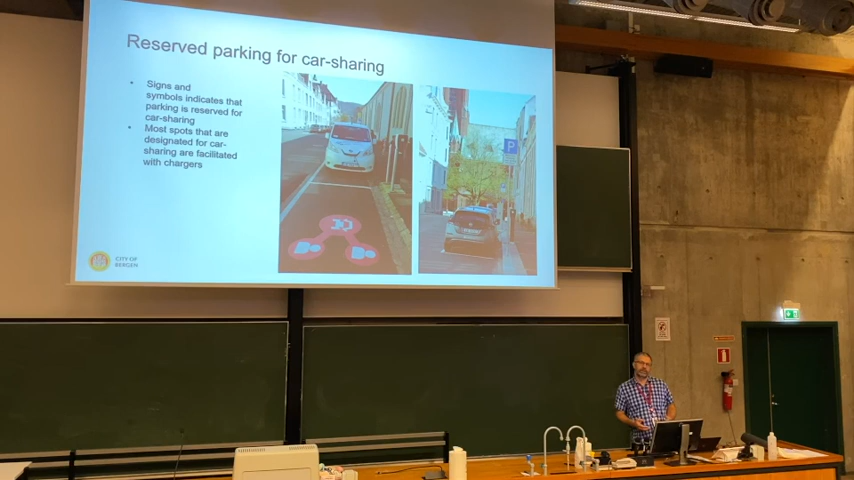 Reserved parking for car-sharing
• Signs and
symbols indicates that
parking is reserved for
car-sharing
• Most spots that are
designated for car-
sharing are facilitated
with chargers
P
CITY OF
BERGEN